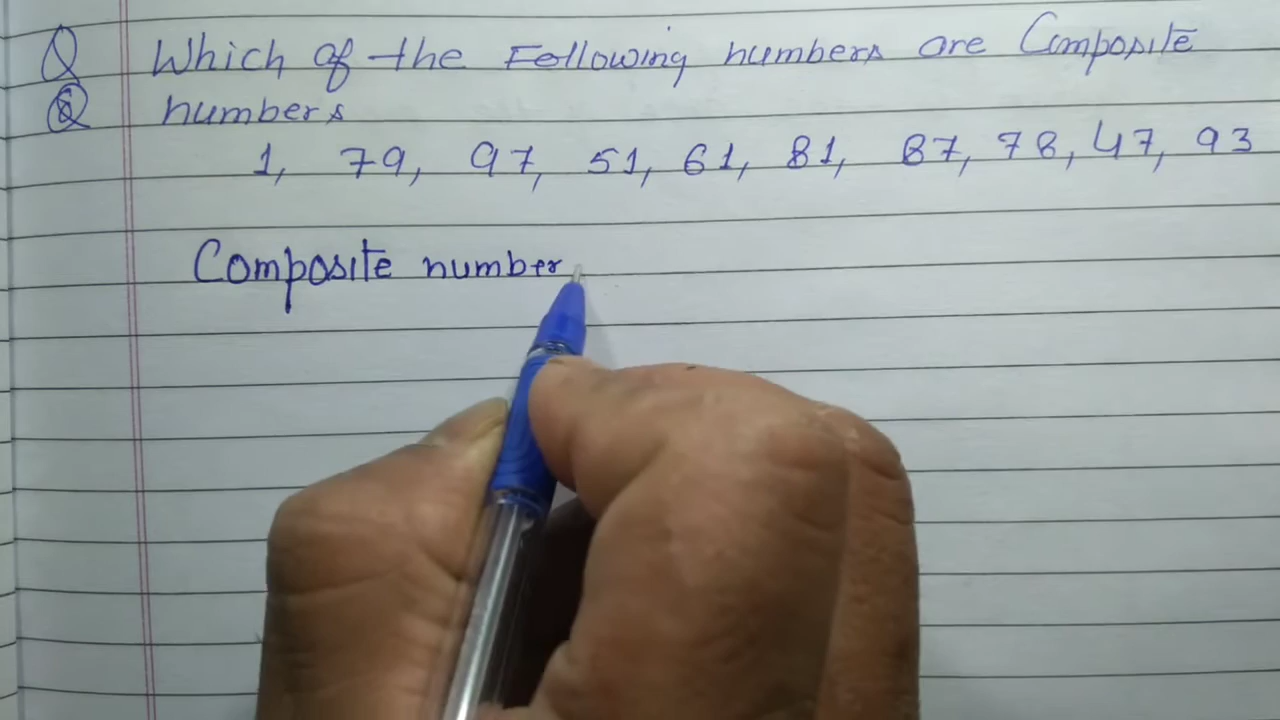 Q Which of the Following numbers are Composite
numbers
1, 79, 97, 51, 61, 81, 87, 78, 47, 93
Composite number